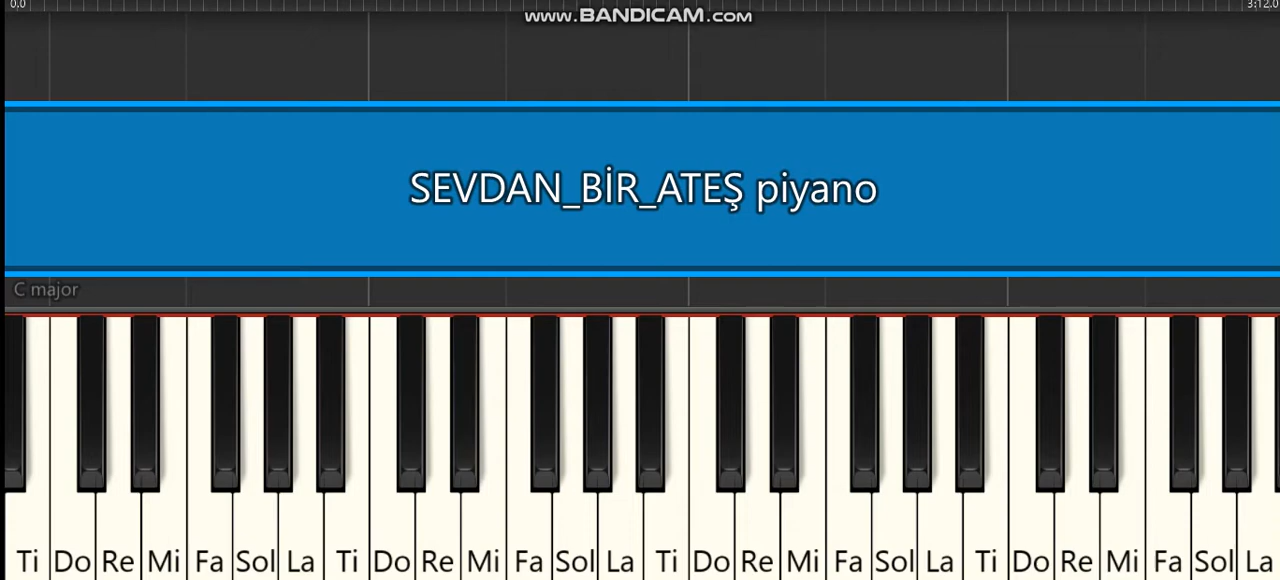 0,0
www.BANDICAM.com
3:12.0
SEVDAN_BİR_ATEŞ piyano
C major
Ti Do Re Mi Fa Sol La Ti Do Re Mi Fa Sol La Ti Do Re Mi Fa Sol La Ti Do Re Mi Fa Sol La